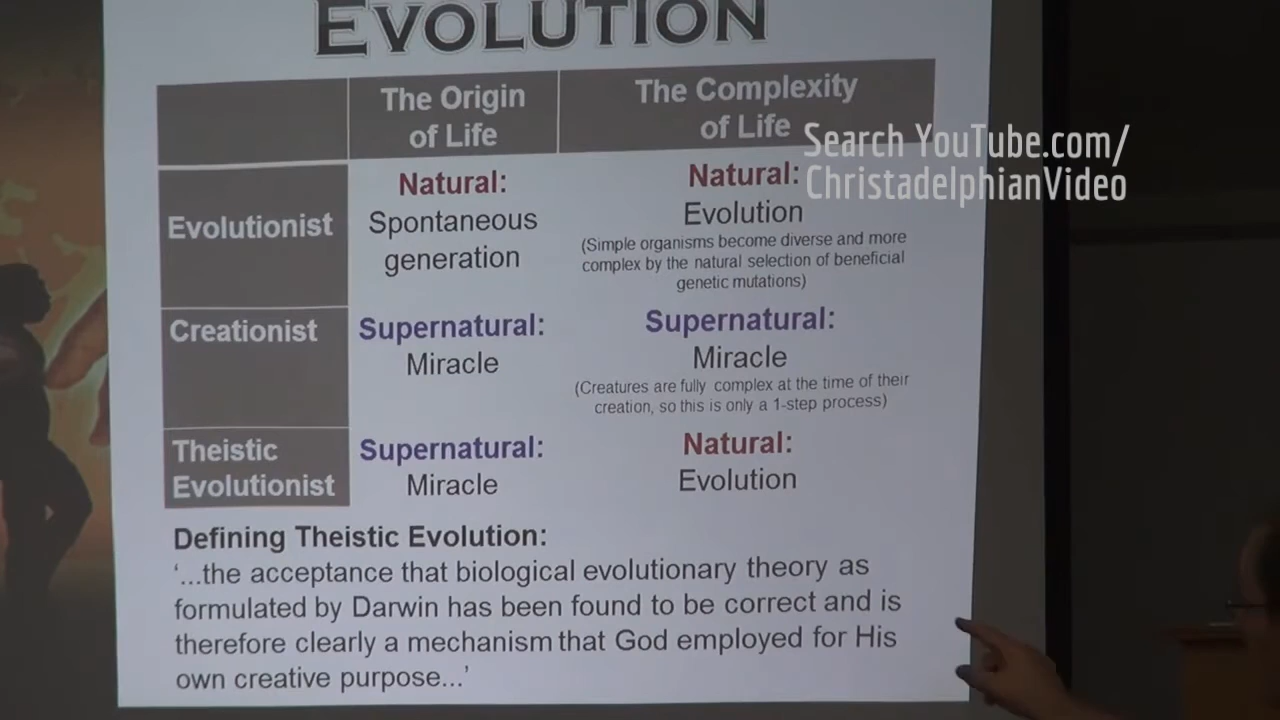 EVOLUTION
The Origin
of Life
The Complexity
of Life
Search YouTube.com/
ChristadelphianVideo
Evolutionist
Natural:
Spontaneous
generation
Natural:
Evolution
(Simple organisms become diverse and more
complex by the natural selection of beneficial
genetic mutations)
Creationist
Supernatural:
Miracle
Supernatural:
Miracle
(Creatures are fully complex at the time of their
creation, so this is only a 1-step process)
Theistic
Evolutionist
Supernatural:
Miracle
Natural:
Evolution
Defining Theistic Evolution:
‘...the acceptance that biological evolutionary theory as
formulated by Darwin has been found to be correct and is
therefore clearly a mechanism that God employed for His
own creative purpose...’